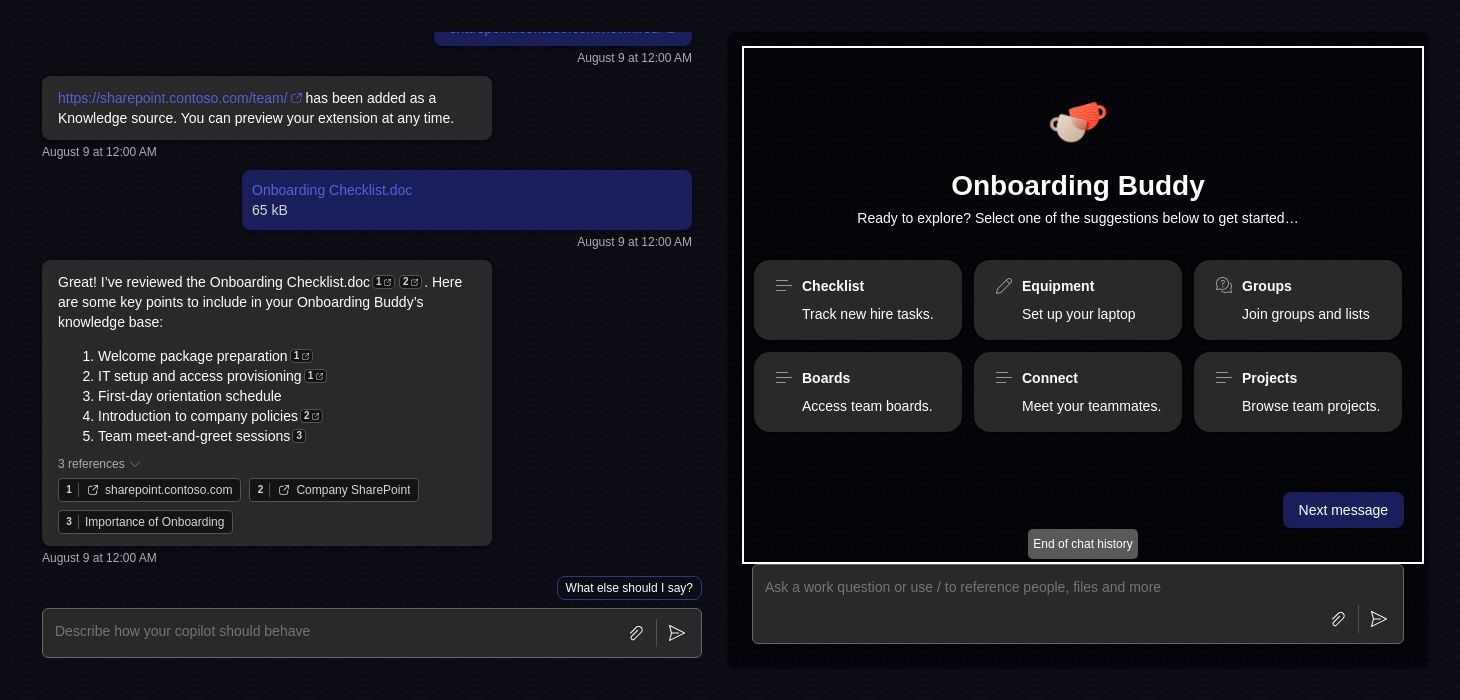 August 9 at 12:00 AM
https://sharepoint.contoso.com/team/ has been added as a
Knowledge source. You can preview your extension at any time.
August 9 at 12:00 AM
Onboarding Checklist.doc
65 kB
August 9 at 12:00 AM
Great! I’ve reviewed the Onboarding Checklist.doc 1 2 . Here
are some key points to include in your Onboarding Buddy’s
knowledge base:
1. Welcome package preparation 1
2. IT setup and access provisioning 1
3. First-day orientation schedule
4. Introduction to company policies 2
5. Team meet-and-greet sessions 3
3 references
1 sharepoint.contoso.com 2 Company SharePoint
3 Importance of Onboarding
August 9 at 12:00 AM
What else should I say?
Describe how your copilot should behave
Onboarding Buddy
Ready to explore? Select one of the suggestions below to get started…
Checklist
Track new hire tasks.
Equipment
Set up your laptop
Groups
Join groups and lists
Boards
Access team boards.
Connect
Meet your teammates.
Projects
Browse team projects.
Next message
End of chat history
Ask a work question or use / to reference people, files and more